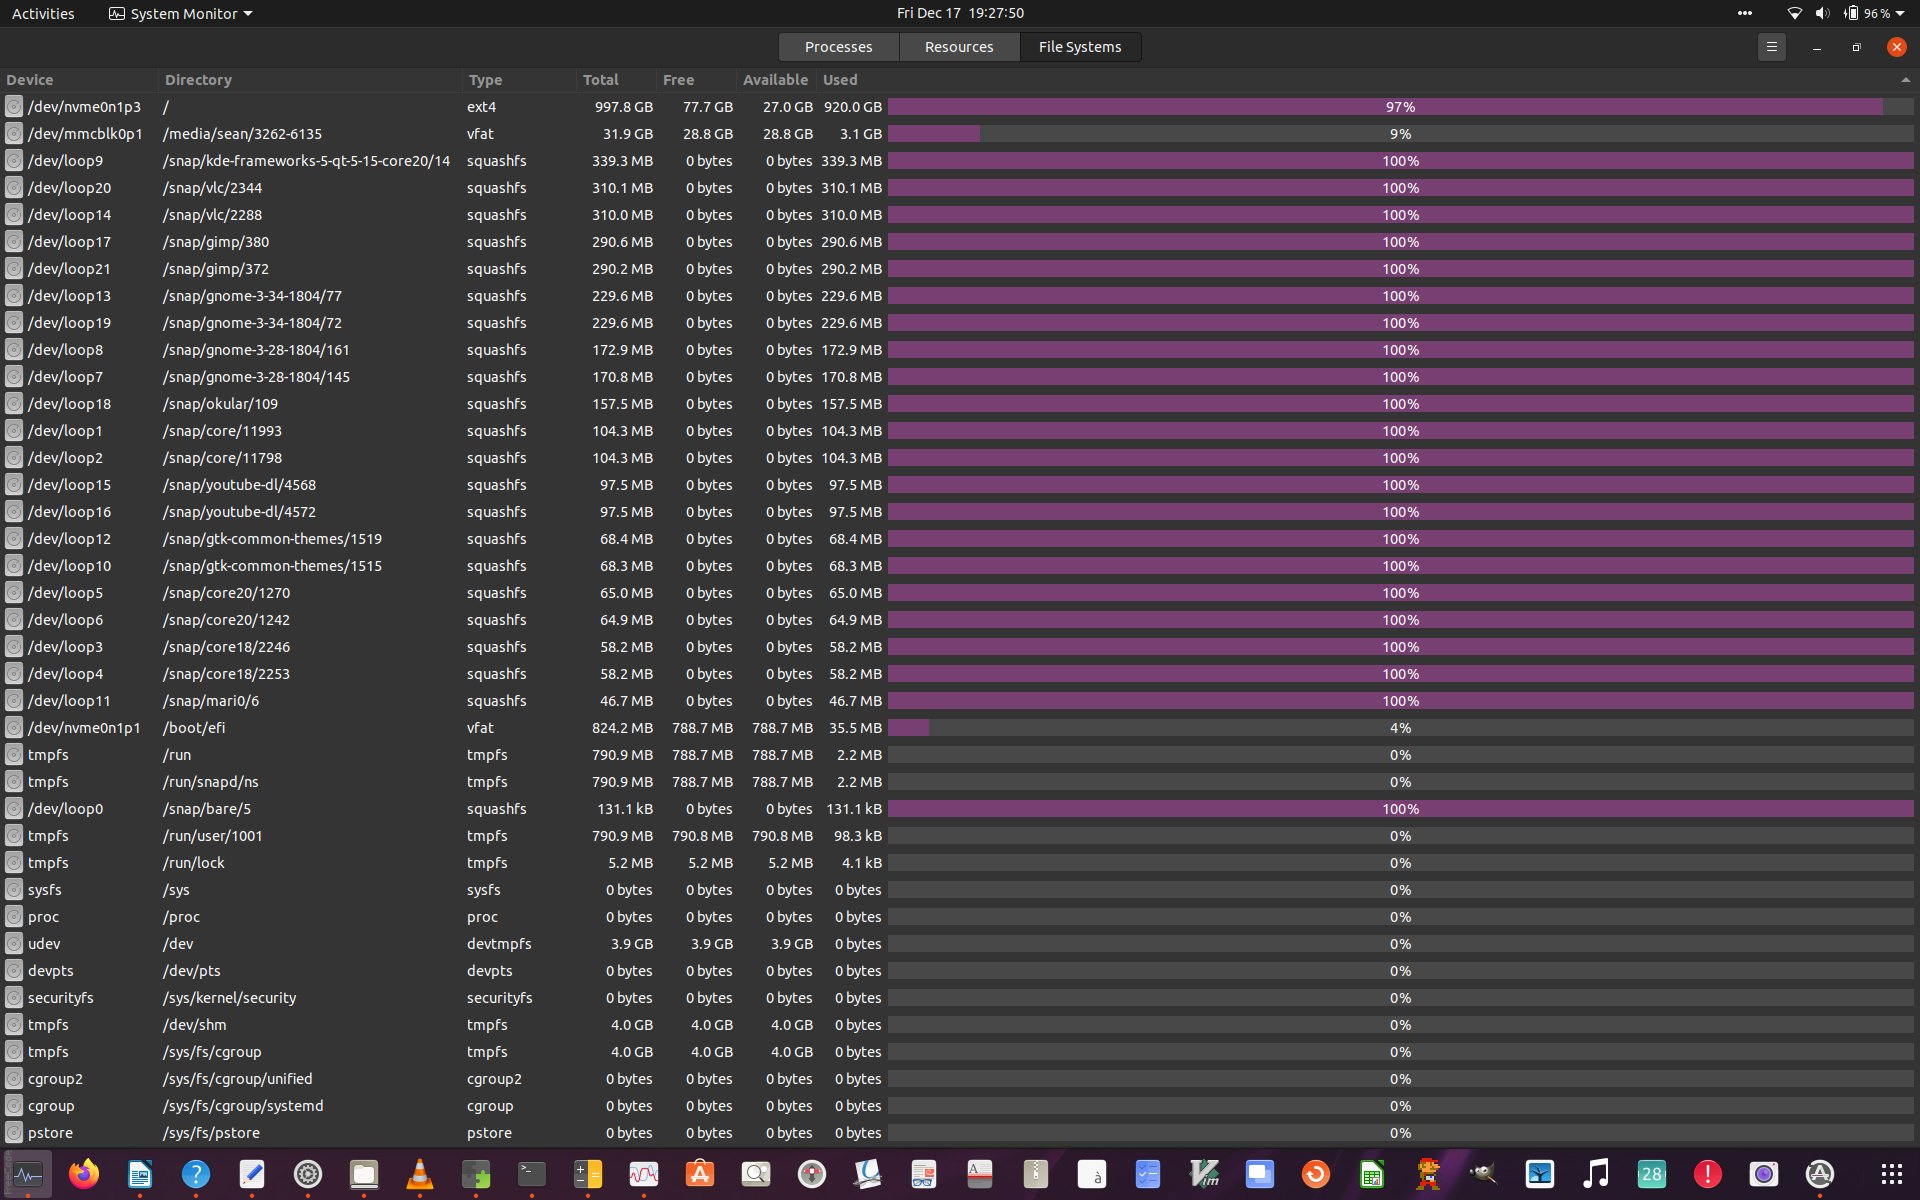 Activities System Monitor Fri Dec 17 19:27:50 96%
Processes Resources File Systems
Device Directory Type Total Free Available Used
/dev/nvme0n1p3 / ext4 997.8 GB 77.7 GB 27.0 GB 920.0 GB 97%
/dev/mmcblk0p1 /media/sean/3262-6135 vfat 31.9 GB 28.8 GB 28.8 GB 3.1 GB 9%
/dev/loop9 /snap/kde-frameworks-5-qt-5-15-core20/14 squashfs 339.3 MB 0 bytes 0 bytes 339.3 MB 100%
/dev/loop20 /snap/vlc/2344 squashfs 310.1 MB 0 bytes 0 bytes 310.1 MB 100%
/dev/loop14 /snap/vlc/2288 squashfs 310.0 MB 0 bytes 0 bytes 310.0 MB 100%
/dev/loop17 /snap/gimp/380 squashfs 290.6 MB 0 bytes 0 bytes 290.6 MB 100%
/dev/loop21 /snap/gimp/372 squashfs 290.2 MB 0 bytes 0 bytes 290.2 MB 100%
/dev/loop13 /snap/gnome-3-34-1804/77 squashfs 229.6 MB 0 bytes 0 bytes 229.6 MB 100%
/dev/loop19 /snap/gnome-3-34-1804/72 squashfs 229.6 MB 0 bytes 0 bytes 229.6 MB 100%
/dev/loop8 /snap/gnome-3-28-1804/161 squashfs 172.9 MB 0 bytes 0 bytes 172.9 MB 100%
/dev/loop7 /snap/gnome-3-28-1804/145 squashfs 170.8 MB 0 bytes 0 bytes 170.8 MB 100%
/dev/loop18 /snap/okular/109 squashfs 157.5 MB 0 bytes 0 bytes 157.5 MB 100%
/dev/loop1 /snap/core/11993 squashfs 104.3 MB 0 bytes 0 bytes 104.3 MB 100%
/dev/loop2 /snap/core/11798 squashfs 104.3 MB 0 bytes 0 bytes 104.3 MB 100%
/dev/loop15 /snap/youtube-dl/4568 squashfs 97.5 MB 0 bytes 0 bytes 97.5 MB 100%
/dev/loop16 /snap/youtube-dl/4572 squashfs 97.5 MB 0 bytes 0 bytes 97.5 MB 100%
/dev/loop12 /snap/gtk-common-themes/1519 squashfs 68.4 MB 0 bytes 0 bytes 68.4 MB 100%
/dev/loop10 /snap/gtk-common-themes/1515 squashfs 68.3 MB 0 bytes 0 bytes 68.3 MB 100%
/dev/loop5 /snap/core20/1270 squashfs 65.0 MB 0 bytes 0 bytes 65.0 MB 100%
/dev/loop6 /snap/core20/1242 squashfs 64.9 MB 0 bytes 0 bytes 64.9 MB 100%
/dev/loop3 /snap/core18/2246 squashfs 58.2 MB 0 bytes 0 bytes 58.2 MB 100%
/dev/loop4 /snap/core18/2253 squashfs 58.2 MB 0 bytes 0 bytes 58.2 MB 100%
/dev/loop11 /snap/mari0/6 squashfs 46.7 MB 0 bytes 0 bytes 46.7 MB 100%
/dev/nvme0n1p1 /boot/efi vfat 824.2 MB 788.7 MB 788.7 MB 35.5 MB 4%
tmpfs /run tmpfs 790.9 MB 788.7 MB 788.7 MB 2.2 MB 0%
tmpfs /run/snapd/ns tmpfs 790.9 MB 788.7 MB 788.7 MB 2.2 MB 0%
/dev/loop0 /snap/bare/5 squashfs 131.1 kB 0 bytes 0 bytes 131.1 kB 100%
tmpfs /run/user/1001 tmpfs 790.9 MB 790.8 MB 790.8 MB 98.3 kB 0%
tmpfs /run/lock tmpfs 5.2 MB 5.2 MB 5.2 MB 4.1 kB 0%
sysfs /sys sysfs 0 bytes 0 bytes 0 bytes 0 bytes 0%
proc /proc proc 0 bytes 0 bytes 0 bytes 0 bytes 0%
udev /dev devtmpfs 3.9 GB 3.9 GB 3.9 GB 0 bytes 0%
devpts /dev/pts devpts 0 bytes 0 bytes 0 bytes 0 bytes 0%
securityfs /sys/kernel/security securityfs 0 bytes 0 bytes 0 bytes 0 bytes 0%
tmpfs /dev/shm tmpfs 4.0 GB 4.0 GB 4.0 GB 0 bytes 0%
tmpfs /sys/fs/cgroup tmpfs 4.0 GB 4.0 GB 4.0 GB 0 bytes 0%
cgroup2 /sys/fs/cgroup/unified cgroup2 0 bytes 0 bytes 0 bytes 0 bytes 0%
cgroup /sys/fs/cgroup/systemd cgroup 0 bytes 0 bytes 0 bytes 0 bytes 0%
pstore /sys/fs/pstore pstore 0 bytes 0 bytes 0 bytes 0 bytes 0%
? >_ A à Vim 28 !